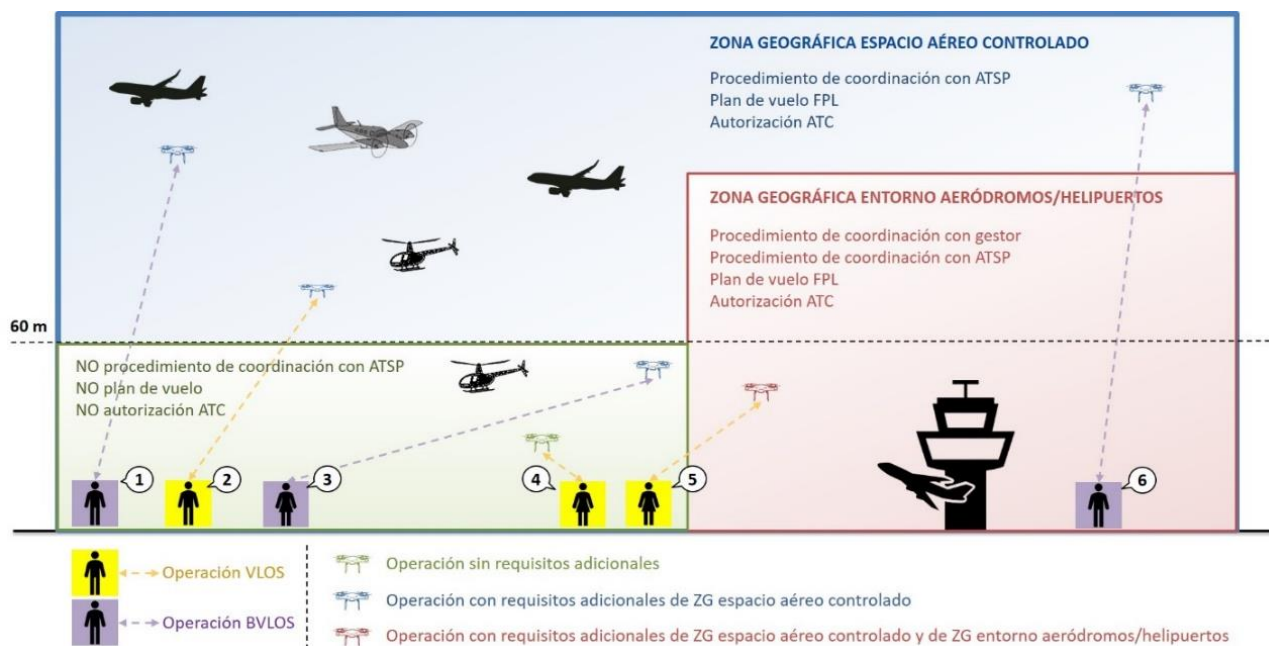 ZONA GEOGRÁFICA ESPACIO AÉREO CONTROLADO
Procedimiento de coordinación con ATSP
Plan de vuelo FPL
Autorización ATC
ZONA GEOGRÁFICA ENTORNO AERÓDROMOS/HELIPUERTOS
Procedimiento de coordinación con gestor
Procedimiento de coordinación con ATSP
Plan de vuelo FPL
Autorización ATC
60 m
NO procedimiento de coordinación con ATSP
NO plan de vuelo
NO autorización ATC
1
2
3
4
5
6
Operación VLOS
Operación BVLOS
Operación sin requisitos adicionales
Operación con requisitos adicionales de ZG espacio aéreo controlado
Operación con requisitos adicionales de ZG espacio aéreo controlado y de ZG entorno aeródromos/helipuertos